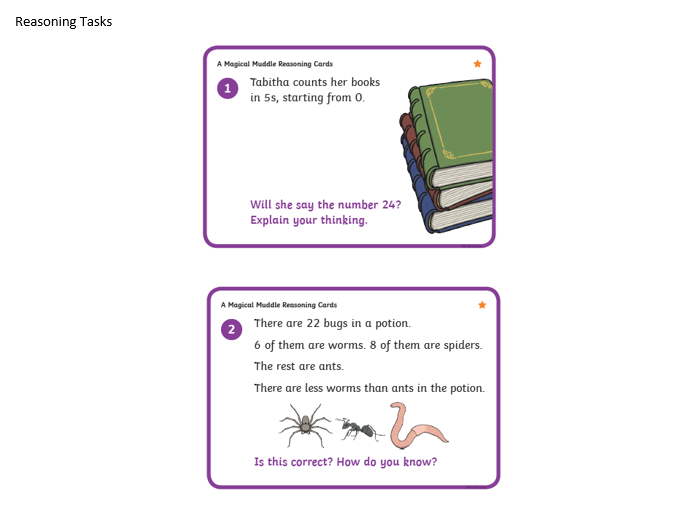 Reasoning Tasks
A Magical Muddle Reasoning Cards
1
Tabitha counts her books
in 5s, starting from 0.
Will she say the number 24?
Explain your thinking.
A Magical Muddle Reasoning Cards
2
There are 22 bugs in a potion.
6 of them are worms. 8 of them are spiders.
The rest are ants.
There are less worms than ants in the potion.
Is this correct? How do you know?